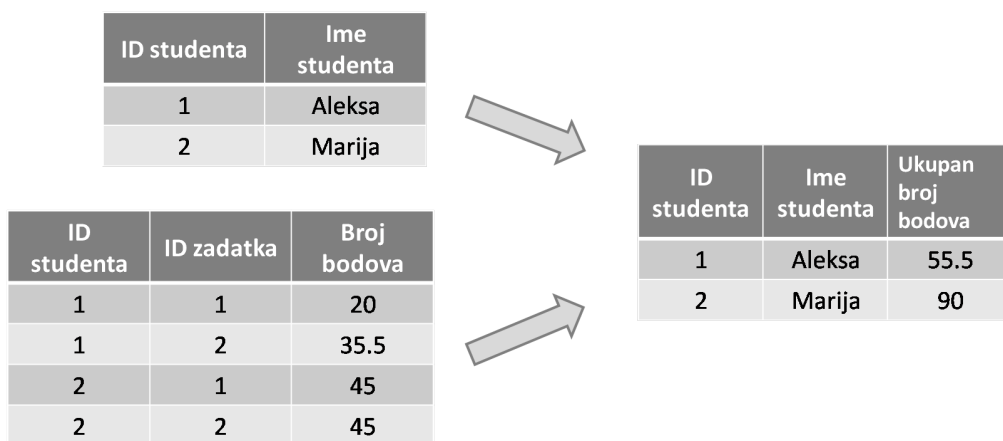 ID studenta Ime studenta
1 Aleksa
2 Marija
ID studenta ID zadatka Broj bodova
1 1 20
1 2 35.5
2 1 45
2 2 45
ID studenta Ime studenta Ukupan broj bodova
1 Aleksa 55.5
2 Marija 90